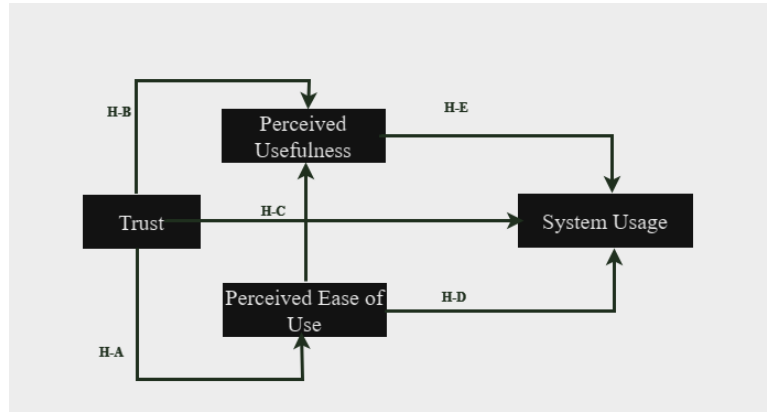 H-B
Perceived
Usefulness
H-E
Trust
H-C
System Usage
Perceived Ease of
Use
H-D
H-A